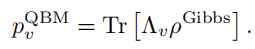 p_v^QBM = Tr [Λ_v ρ^Gibbs] .